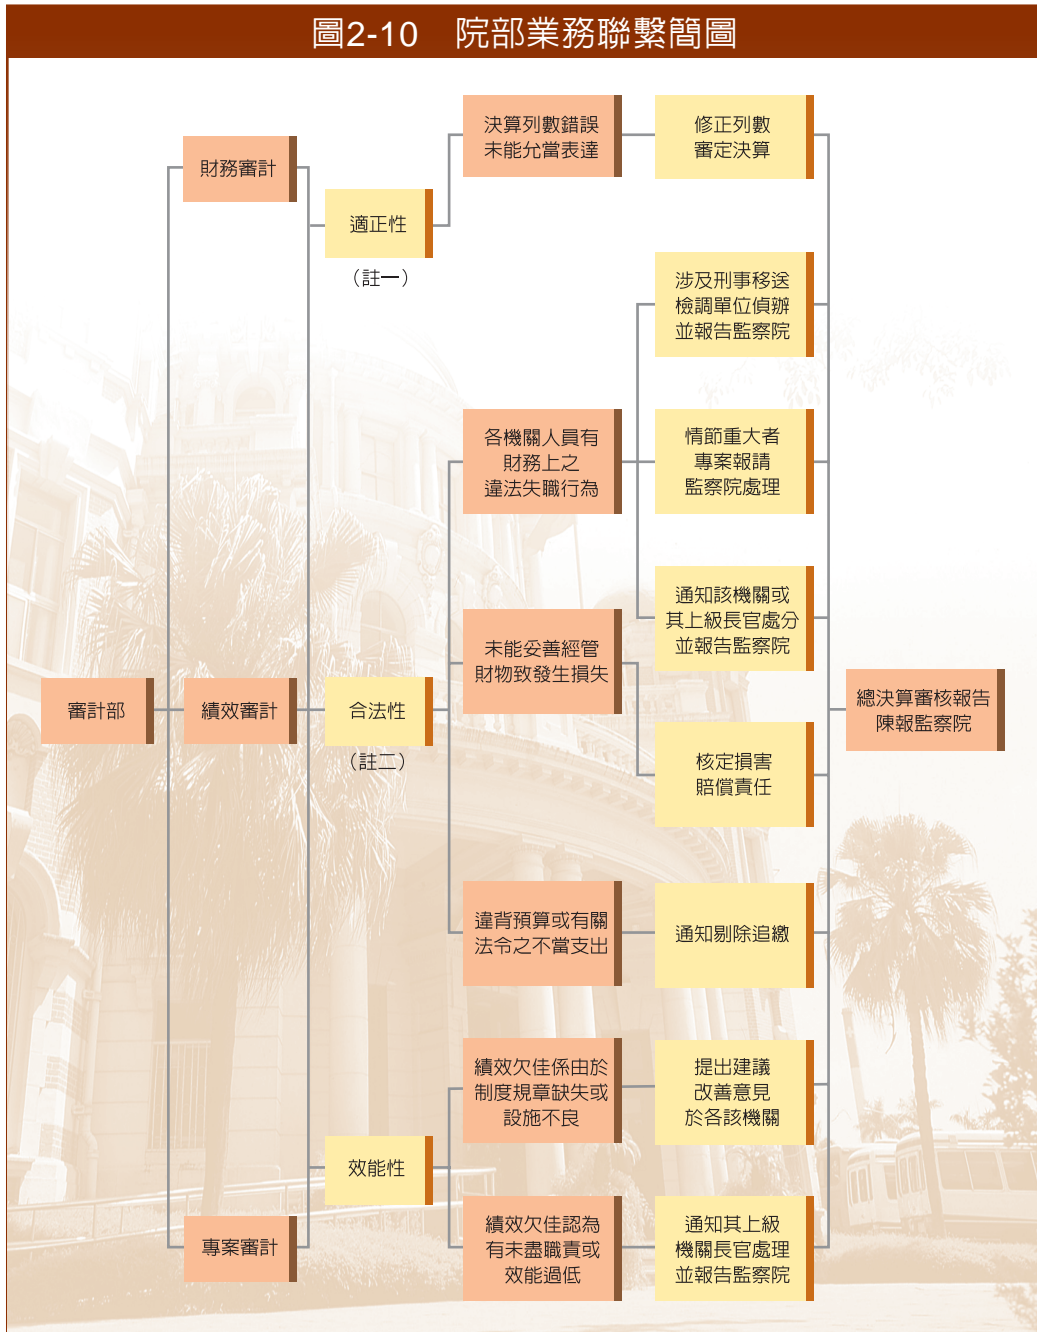 圖2-10　院部業務聯繫簡圖
審計部
財務審計
績效審計
專案審計
適正性
（註一）
合法性
（註二）
效能性
決算列數錯誤
未能允當表達
各機關人員有
財務上之
違法失職行為
未能妥善經管
財物致發生損失
違背預算或有關
法令之不當支出
績效欠佳係由於
制度規章缺失或
設施不良
績效欠佳認為
有未盡職責或
效能過低
修正列數
審定決算
涉及刑事移送
檢調單位偵辦
並報告監察院
情節重大者
專案報請
監察院處理
通知該機關或
其上級長官處分
並報告監察院
核定損害
賠償責任
通知剔除追繳
提出建議
改善意見
於各該機關
通知其上級
機關長官處理
並報告監察院
總決算審核報告
陳報監察院